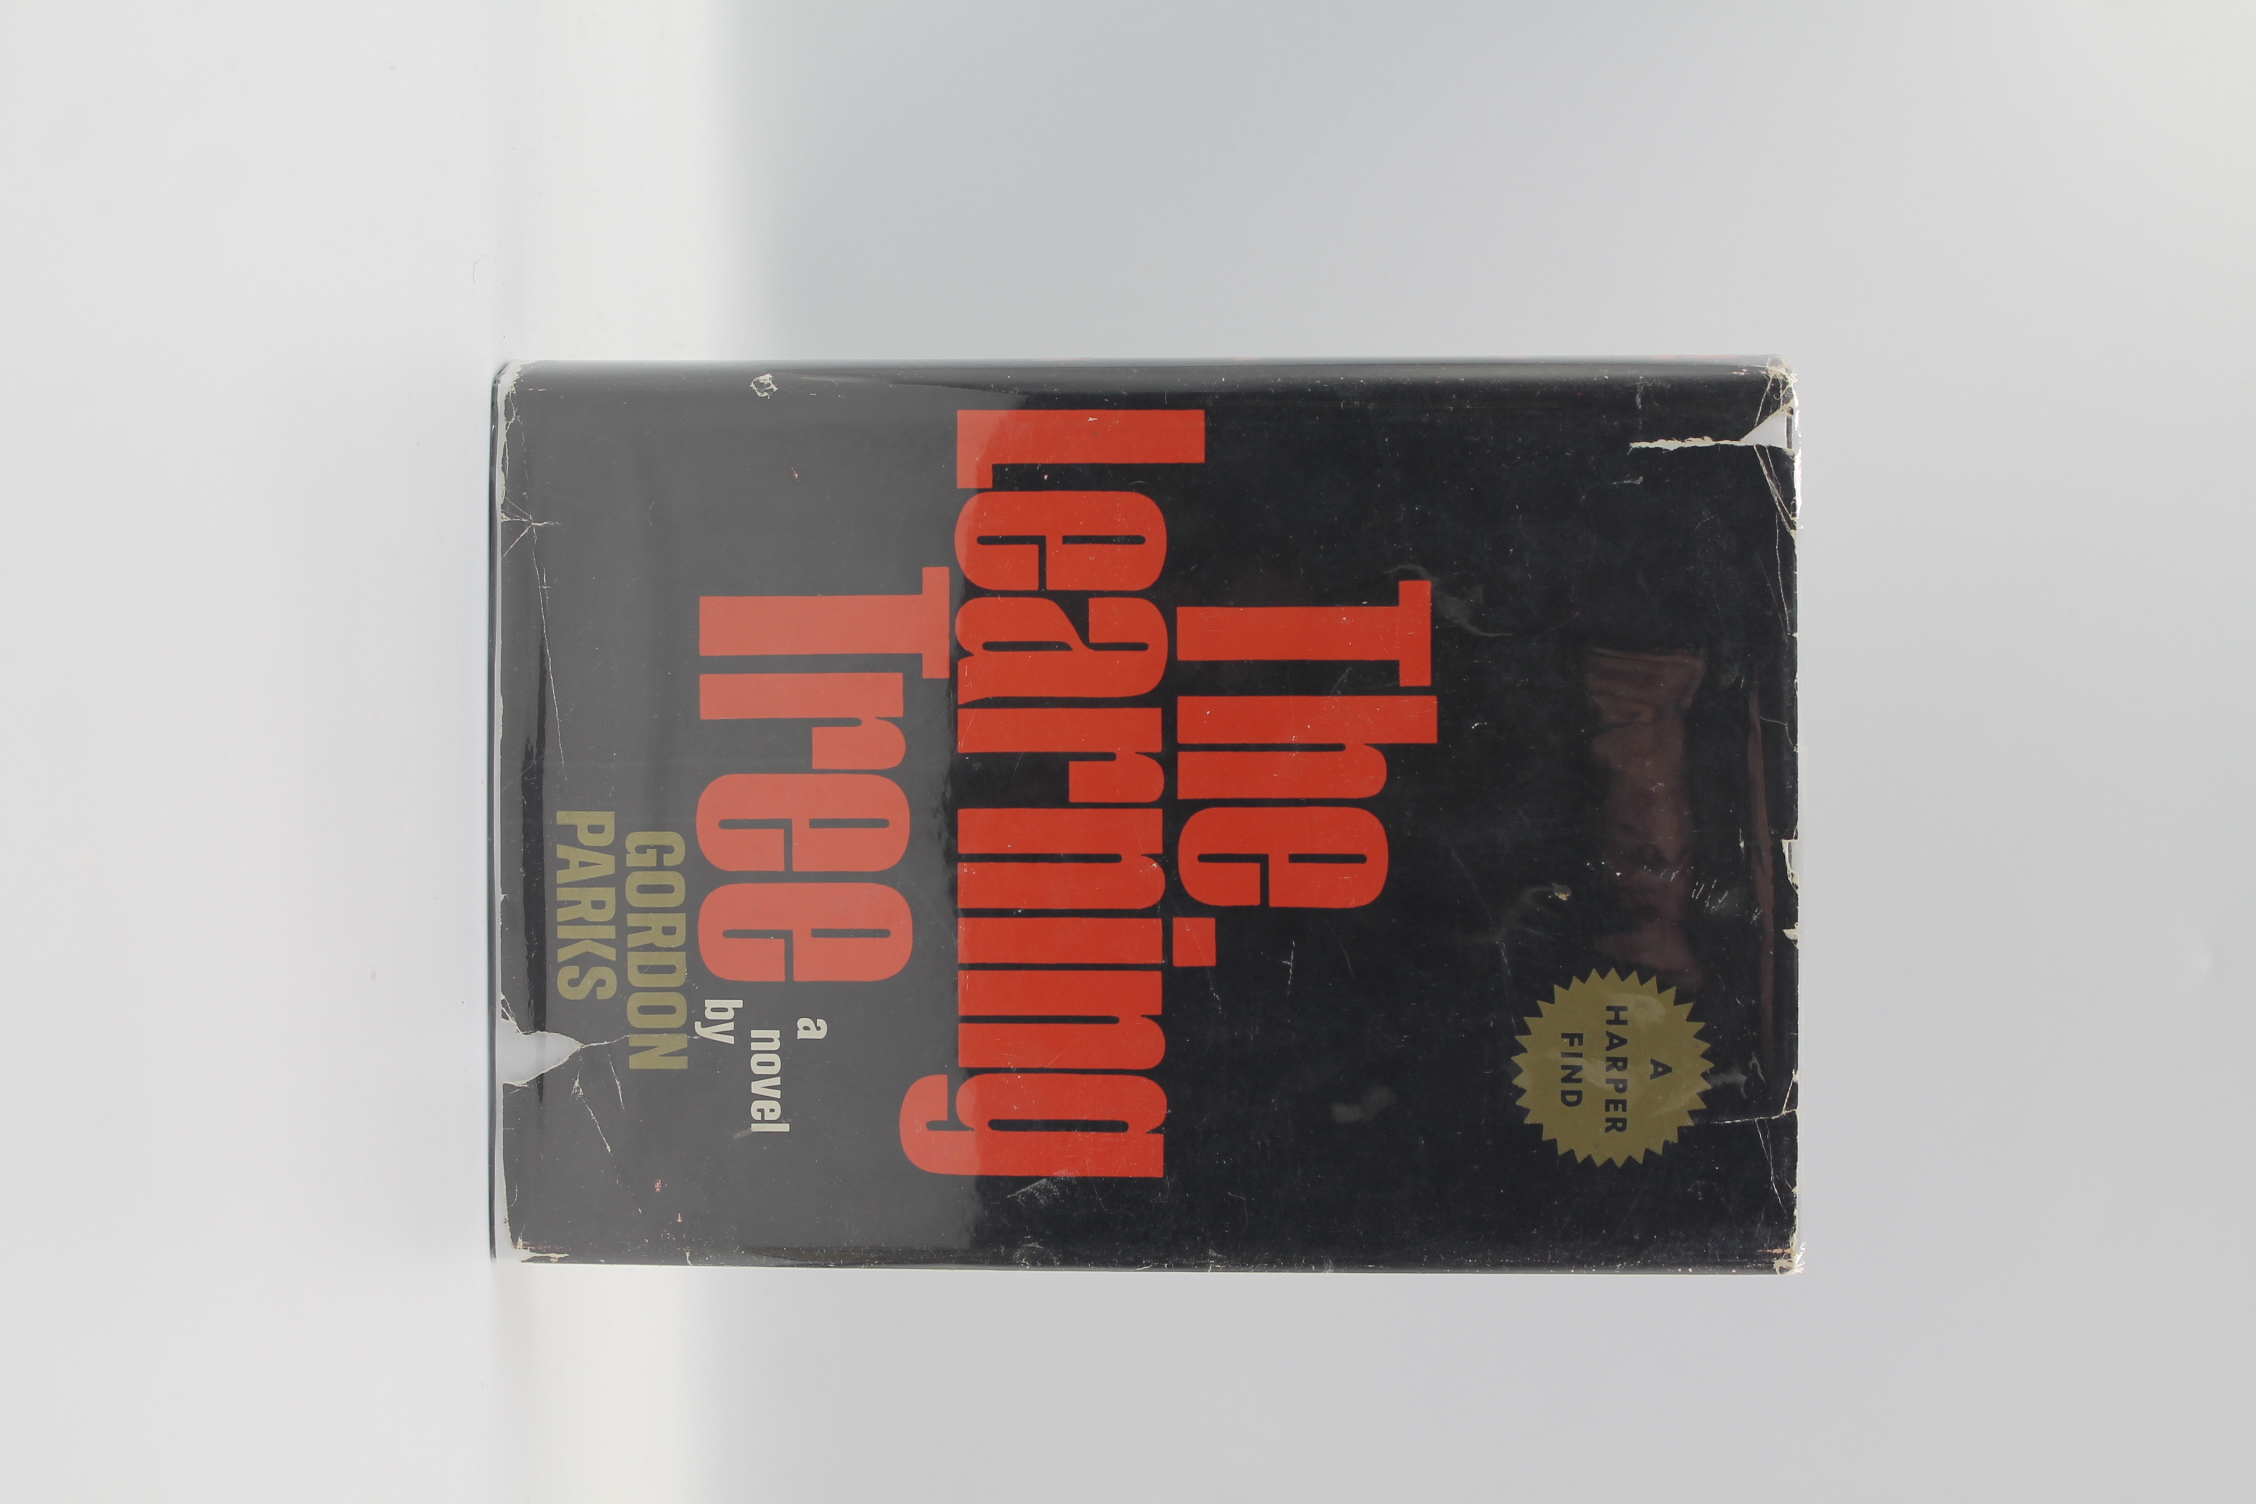 A
HARPER
FIND
The
Learning
Tree
a
novel
by
GORDON
PARKS